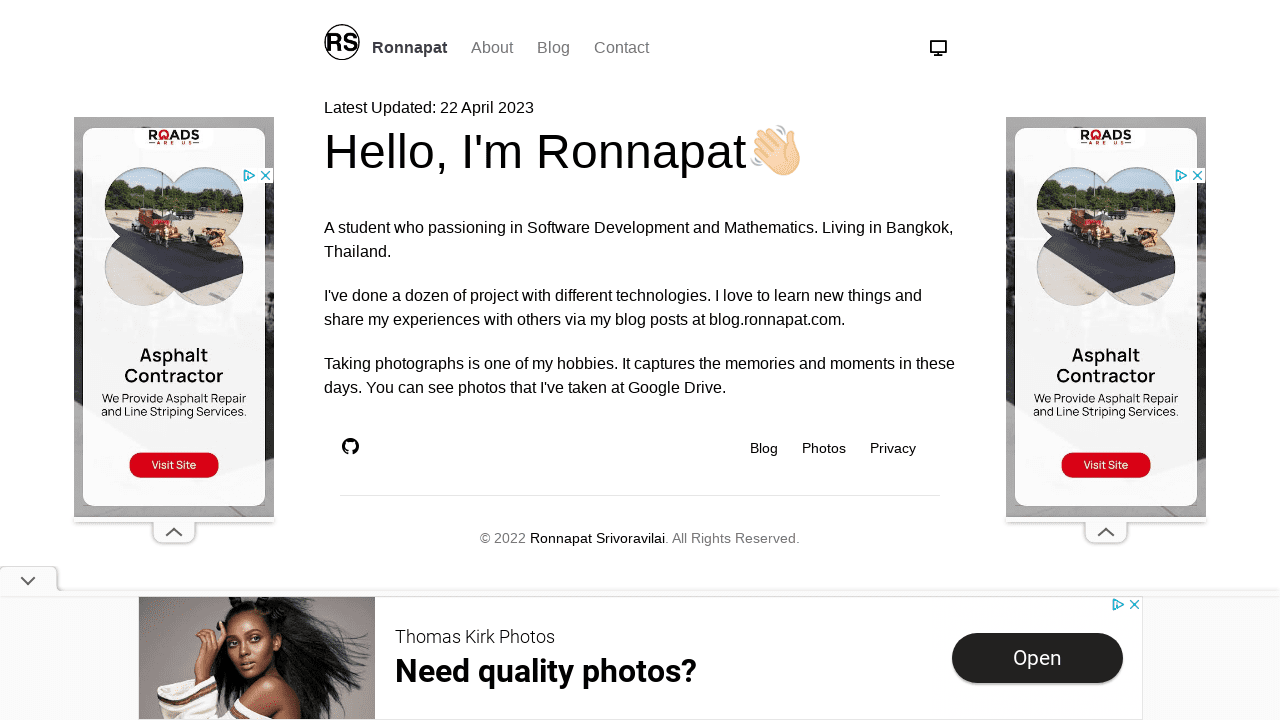 RS Ronnapat About Blog Contact
Latest Updated: 22 April 2023
Hello, I'm Ronnapat👋🏻
A student who passioning in Software Development and Mathematics. Living in Bangkok,
Thailand.
I've done a dozen of project with different technologies. I love to learn new things and
share my experiences with others via my blog posts at blog.ronnapat.com.
Taking photographs is one of my hobbies. It captures the memories and moments in these
days. You can see photos that I've taken at Google Drive.
Blog Photos Privacy
© 2022 Ronnapat Srivoravilai. All Rights Reserved.
ROADS
ARE US
Asphalt
Contractor
We Provide Asphalt Repair
and Line Striping Services.
Visit Site
ROADS
ARE US
Asphalt
Contractor
We Provide Asphalt Repair
and Line Striping Services.
Visit Site
Thomas Kirk Photos
Need quality photos?
Open